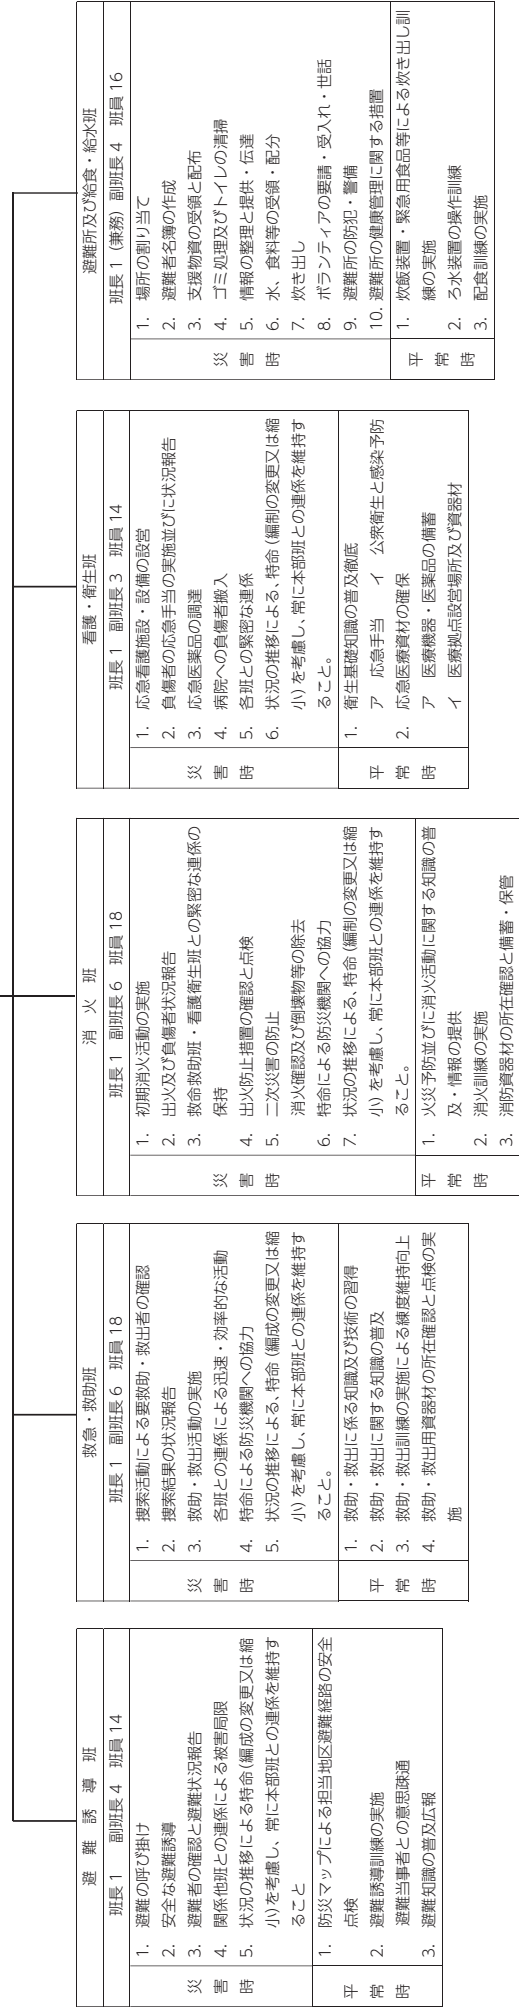 避　難　誘　導　班
班長 1　副班長 4　班員 14
災害時
1. 避難の呼び掛け
2. 安全な避難誘導
3. 避難者の確認と避難状況報告
4. 関係他班との連係による被害局限
5. 状況の推移による特命（編成の変更又は縮
小）を考慮し、常に本部班との連係を維持す
ること
平常時
1. 防災マップによる担当地区避難経路の安全
点検
2. 避難誘導訓練の実施
避難当事者との意思疎通
3. 避難知識の普及広報
救急・救助班
班長 1　副班長 6　班員 18
災害時
1. 捜索活動による要救助・救出者の確認
2. 捜索結果の状況報告
3. 救助・救出活動の実施
各班との連係による迅速・効率的な活動
4. 特命による防災機関への協力
5. 状況の推移による、特命（編成の変更又は縮
小）を考慮し、常に本部班との連係を維持す
ること。
平常時
1. 救助・救出に係る知識及び技術の習得
2. 救助・救出に関する知識の普及
3. 救助・救出訓練の実施による練度維持向上
4. 救助・救出用資器材の所在確認と点検の実
施
消　火　班
班長 1　副班長 6　班員 18
災害時
1. 初期消火活動の実施
2. 出火及び負傷者状況報告
3. 救命救助班・看護衛生班との緊密な連係の
保持
4. 出火防止措置の確認と点検
5. 二次災害の防止
消火確認及び倒壊物等の除去
6. 特命による防災機関への協力
7. 状況の推移による、特命（編制の変更又は縮
小）を考慮し、常に本部班との連係を維持す
ること。
平常時
1. 火災予防並びに消火活動に関する知識の普
及・情報の提供
2. 消火訓練の実施
3. 消防資器材の所在確認と備蓄・保管
看護・衛生班
班長 1　副班長 3　班員 14
災害時
1. 応急看護施設・設備の設営
2. 負傷者の応急手当の実施並びに状況報告
3. 応急医薬品の調達
4. 病院への負傷者搬入
5. 各班との緊密な連係
6. 状況の推移による、特命（編制の変更又は縮
小）を考慮し、常に本部班との連係を維持す
ること。
平常時
1. 衛生基礎知識の普及徹底
ア　応急手当　イ　公衆衛生と感染予防
2. 応急医療資材の確保
ア　医療機器・医薬品の備蓄
イ　医療拠点設営場所及び資器材
避難所及び給食・給水班
班長 1（兼務）副班長 4　班員 16
災害時
1. 場所の割り当て
2. 避難者名簿の作成
3. 支援物資の受領と配布
4. ゴミ処理及びトイレの清掃
5. 情報の整理と提供・伝達
6. 水、食料等の受領・配分
7. 炊き出し
8. ボランティアの要請・受入れ・世話
9. 避難所の防犯・警備
10. 避難所の健康管理に関する措置
平常時
1. 炊飯装置・緊急用食品等による炊き出し訓
練の実施
2. ろ水装置の操作訓練
3. 配食訓練の実施